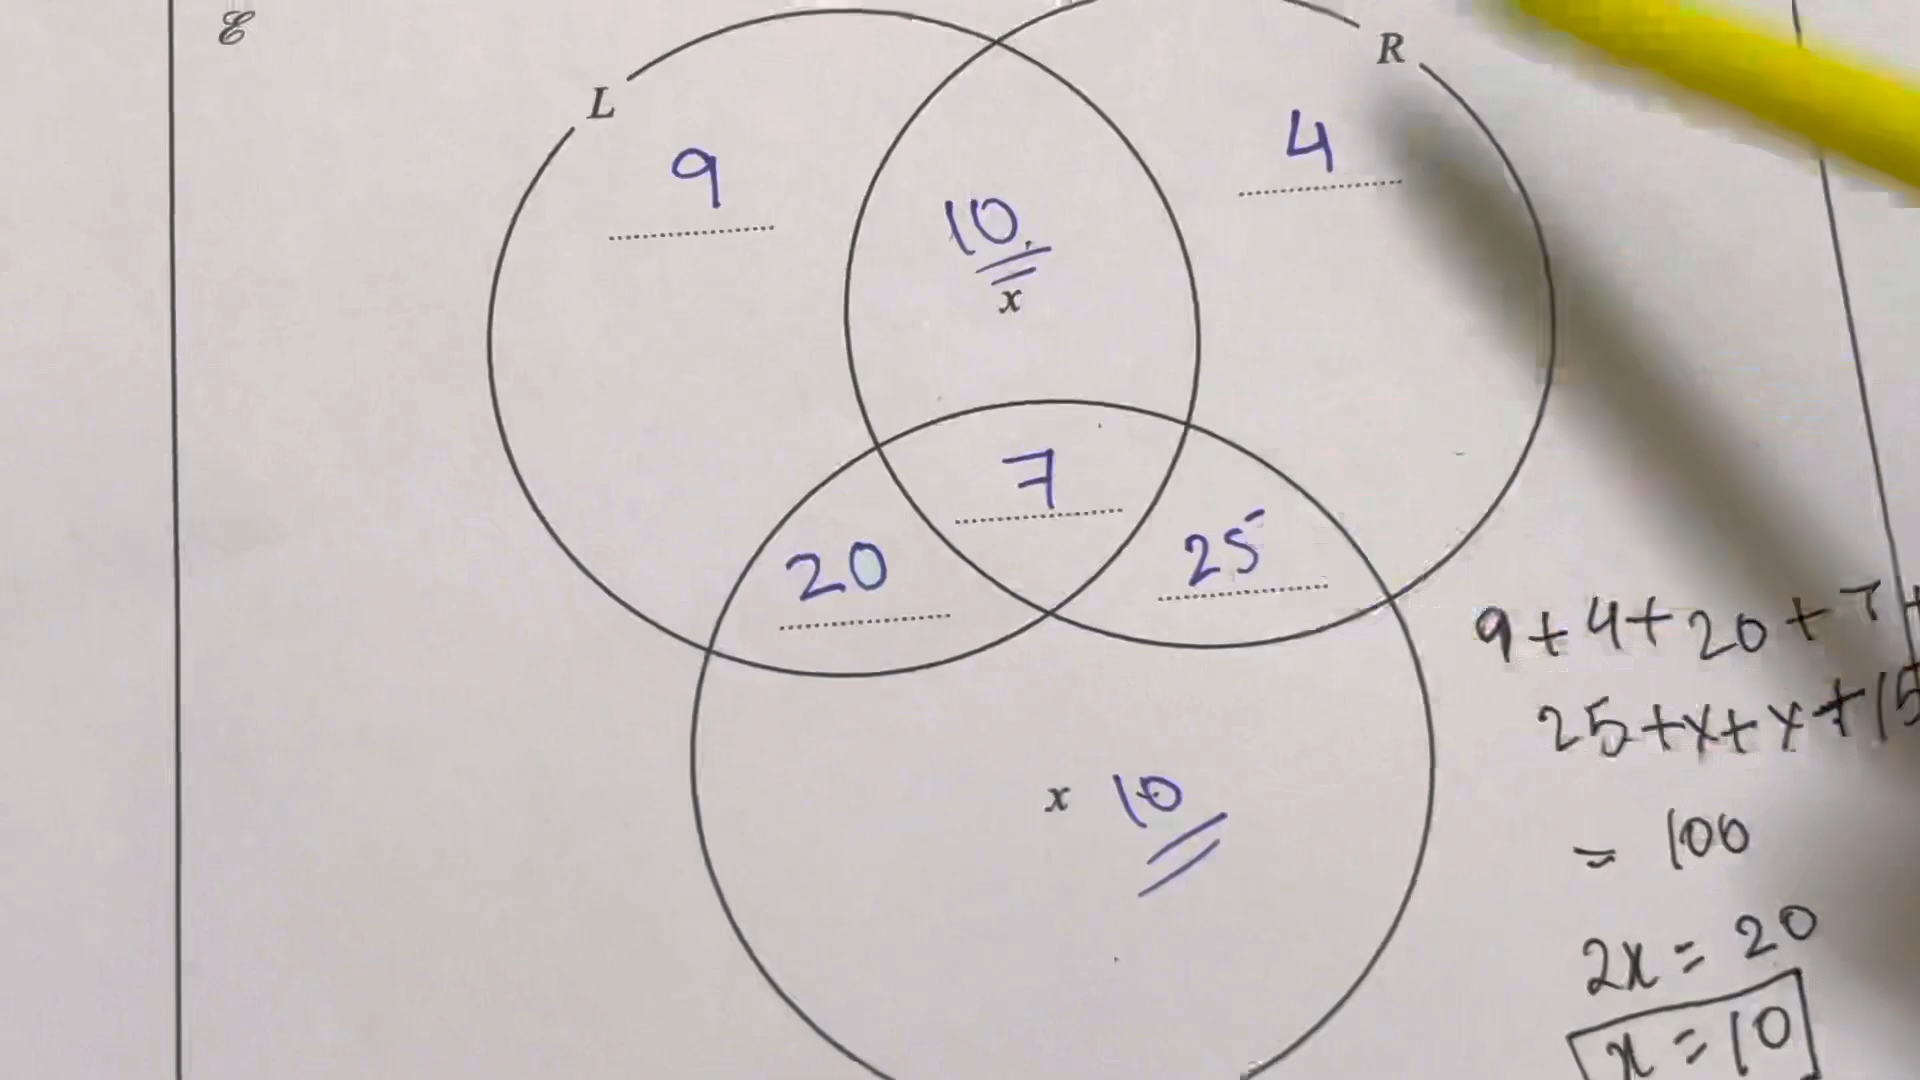 ℰ
L
R
9
4
10
x
7
20
25
x 10
9+4+20+7+
25+x+x+15
= 100
2x = 20
x = 10